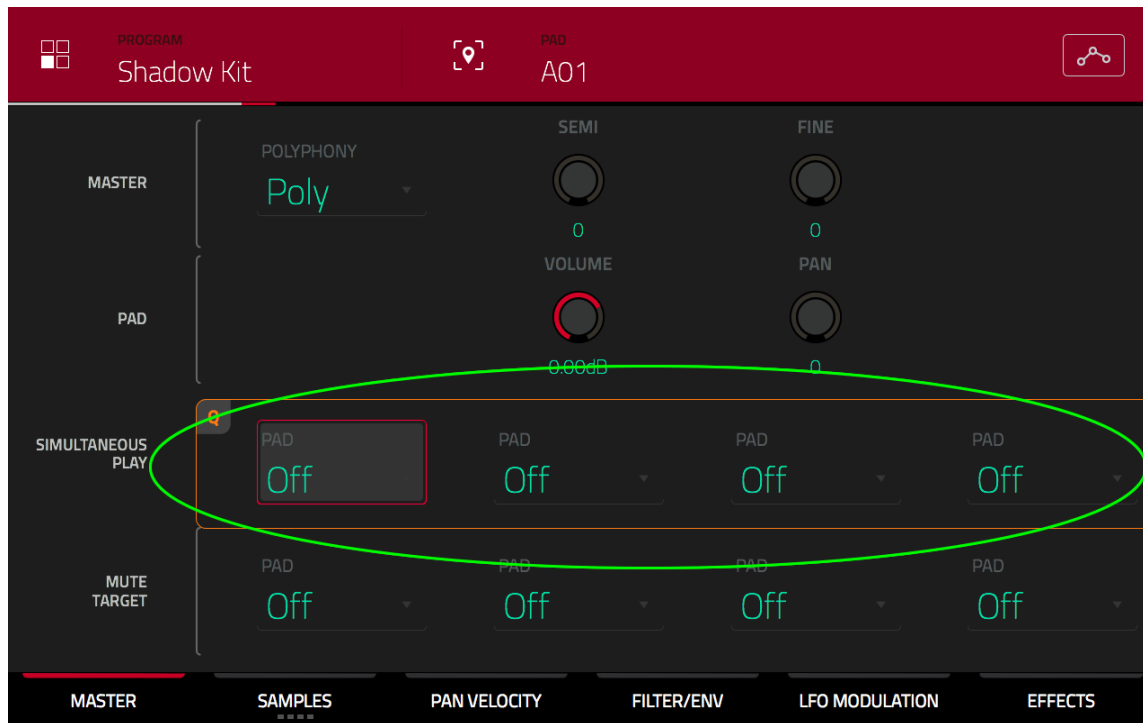 PROGRAM
Shadow Kit
PAD
A01
MASTER
POLYPHONY
Poly
SEMI
0
FINE
0
PAD
VOLUME
0.00dB
PAN
0
Q
SIMULTANEOUS
PLAY
PAD
Off
PAD
Off
PAD
Off
PAD
Off
MUTE
TARGET
PAD
Off
PAD
Off
PAD
Off
PAD
Off
MASTER
SAMPLES
PAN VELOCITY
FILTER/ENV
LFO MODULATION
EFFECTS